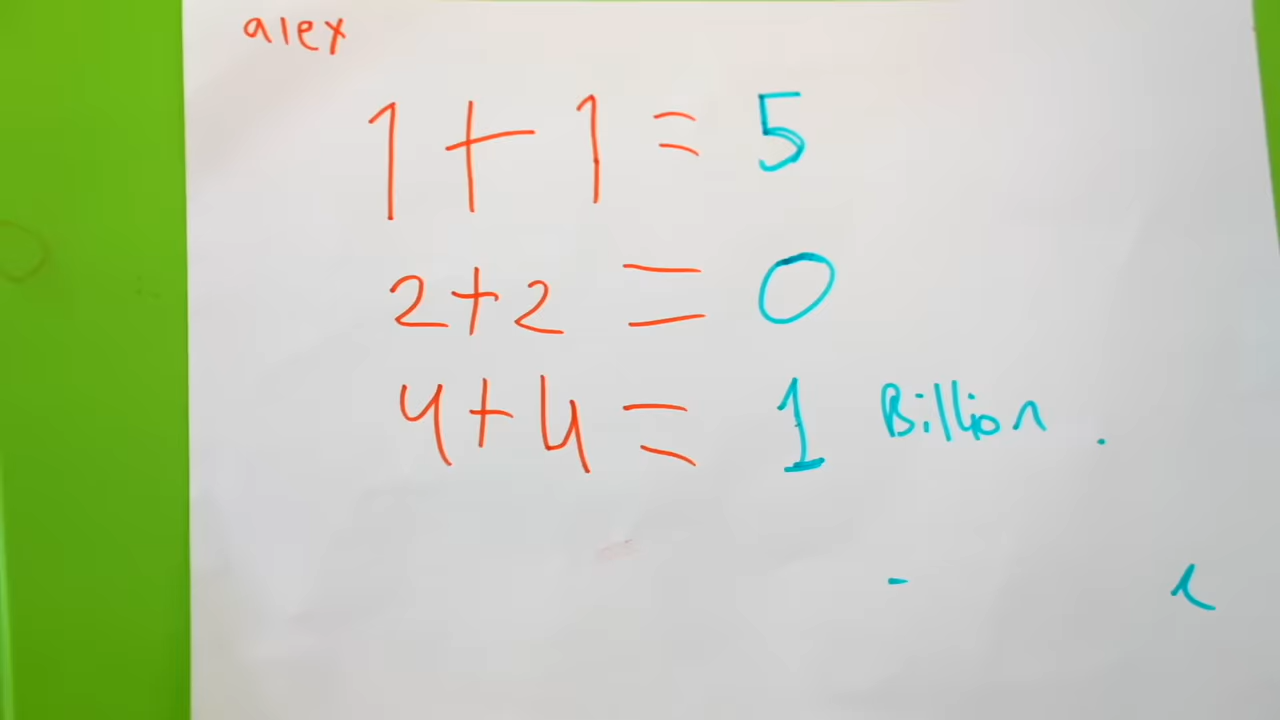 alex
1 + 1 = 5
2 + 2 = 0
4 + 4 = 1 Billion.